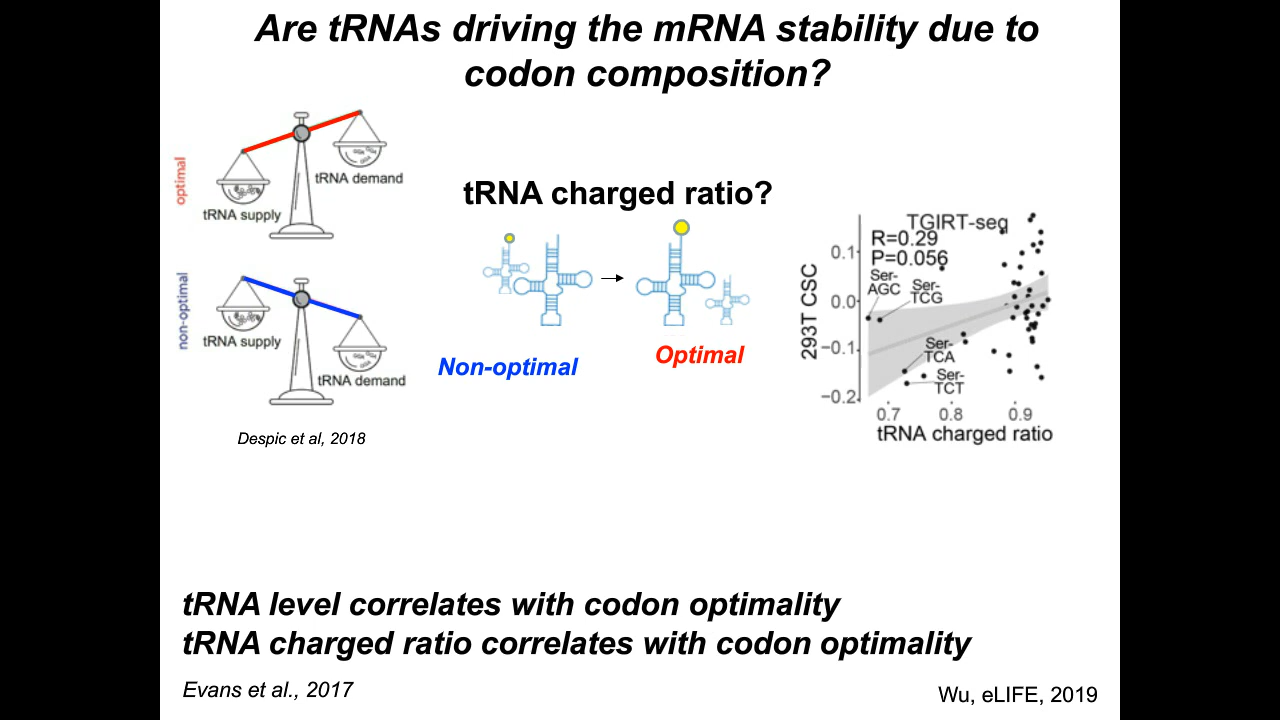 Are tRNAs driving the mRNA stability due to
codon composition?
optimal
tRNA supply
tRNA demand
non-optimal
tRNA supply
tRNA demand
Despic et al, 2018
tRNA charged ratio?
Non-optimal
Optimal
TGIRT-seq
R=0.29
P=0.056
Ser-
AGC
Ser-
TCG
Ser-
TCA
Ser-
TCT
293T CSC
0.1
0.0
−0.1
−0.2
0.7 0.8 0.9
tRNA charged ratio
tRNA level correlates with codon optimality
tRNA charged ratio correlates with codon optimality
Evans et al., 2017
Wu, eLIFE, 2019